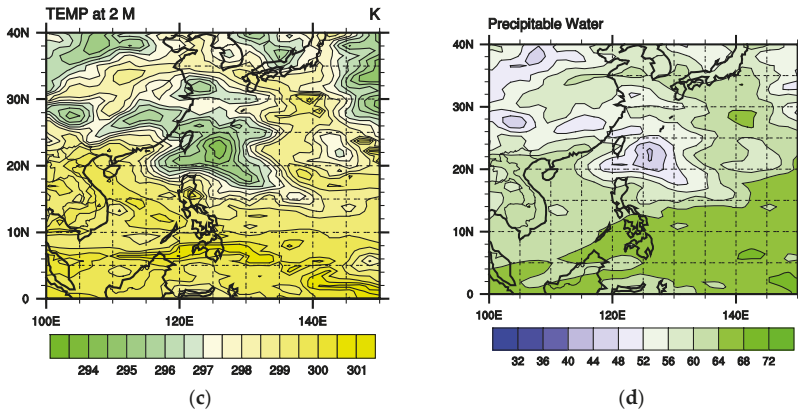 TEMP at 2 M K
40N
30N
20N
10N
0
100E 120E 140E
294 295 296 297 298 299 300 301
(c)
Precipitable Water
40N
30N
20N
10N
0
100E 120E 140E
32 36 40 44 48 52 56 60 64 68 72
(d)